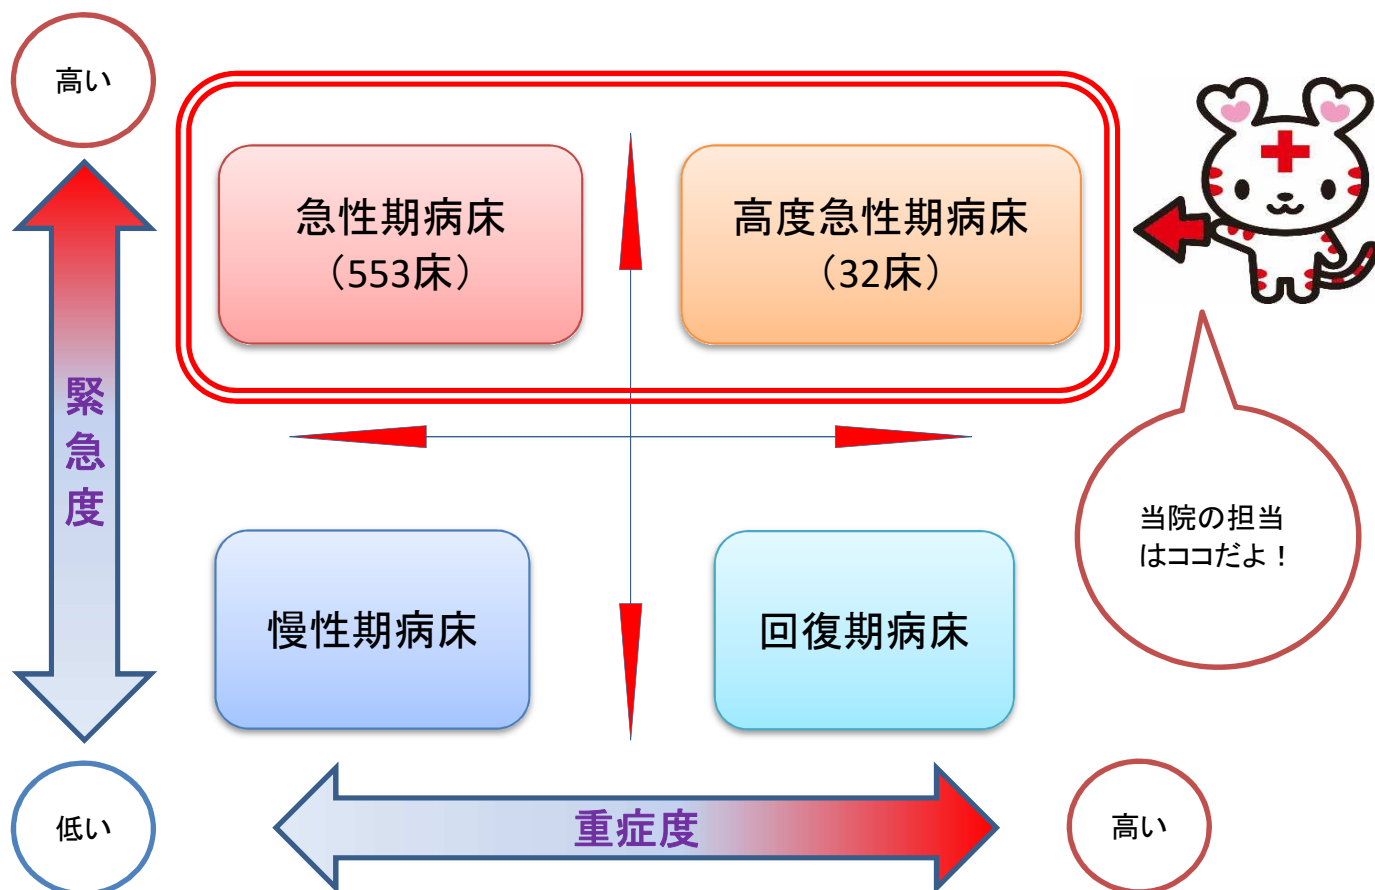 高い
急性期病床
（553床）
高度急性期病床
（32床）
緊急度
当院の担当
はココだよ！
慢性期病床
回復期病床
低い
重症度
高い